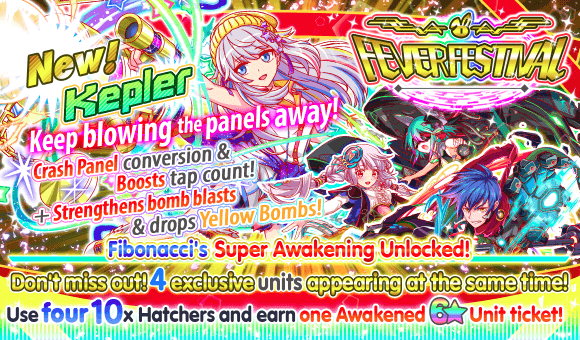 New!
Kepler
FEVERFESTIVAL
Keep blowing the panels away!
Crash Panel conversion &
Boosts tap count!
+ Strengthens bomb blasts
& drops Yellow Bombs!
Fibonacci's Super Awakening Unlocked!
Don't miss out! 4 exclusive units appearing at the same time!
Use four 10x Hatchers and earn one Awakened 6★ Unit ticket!